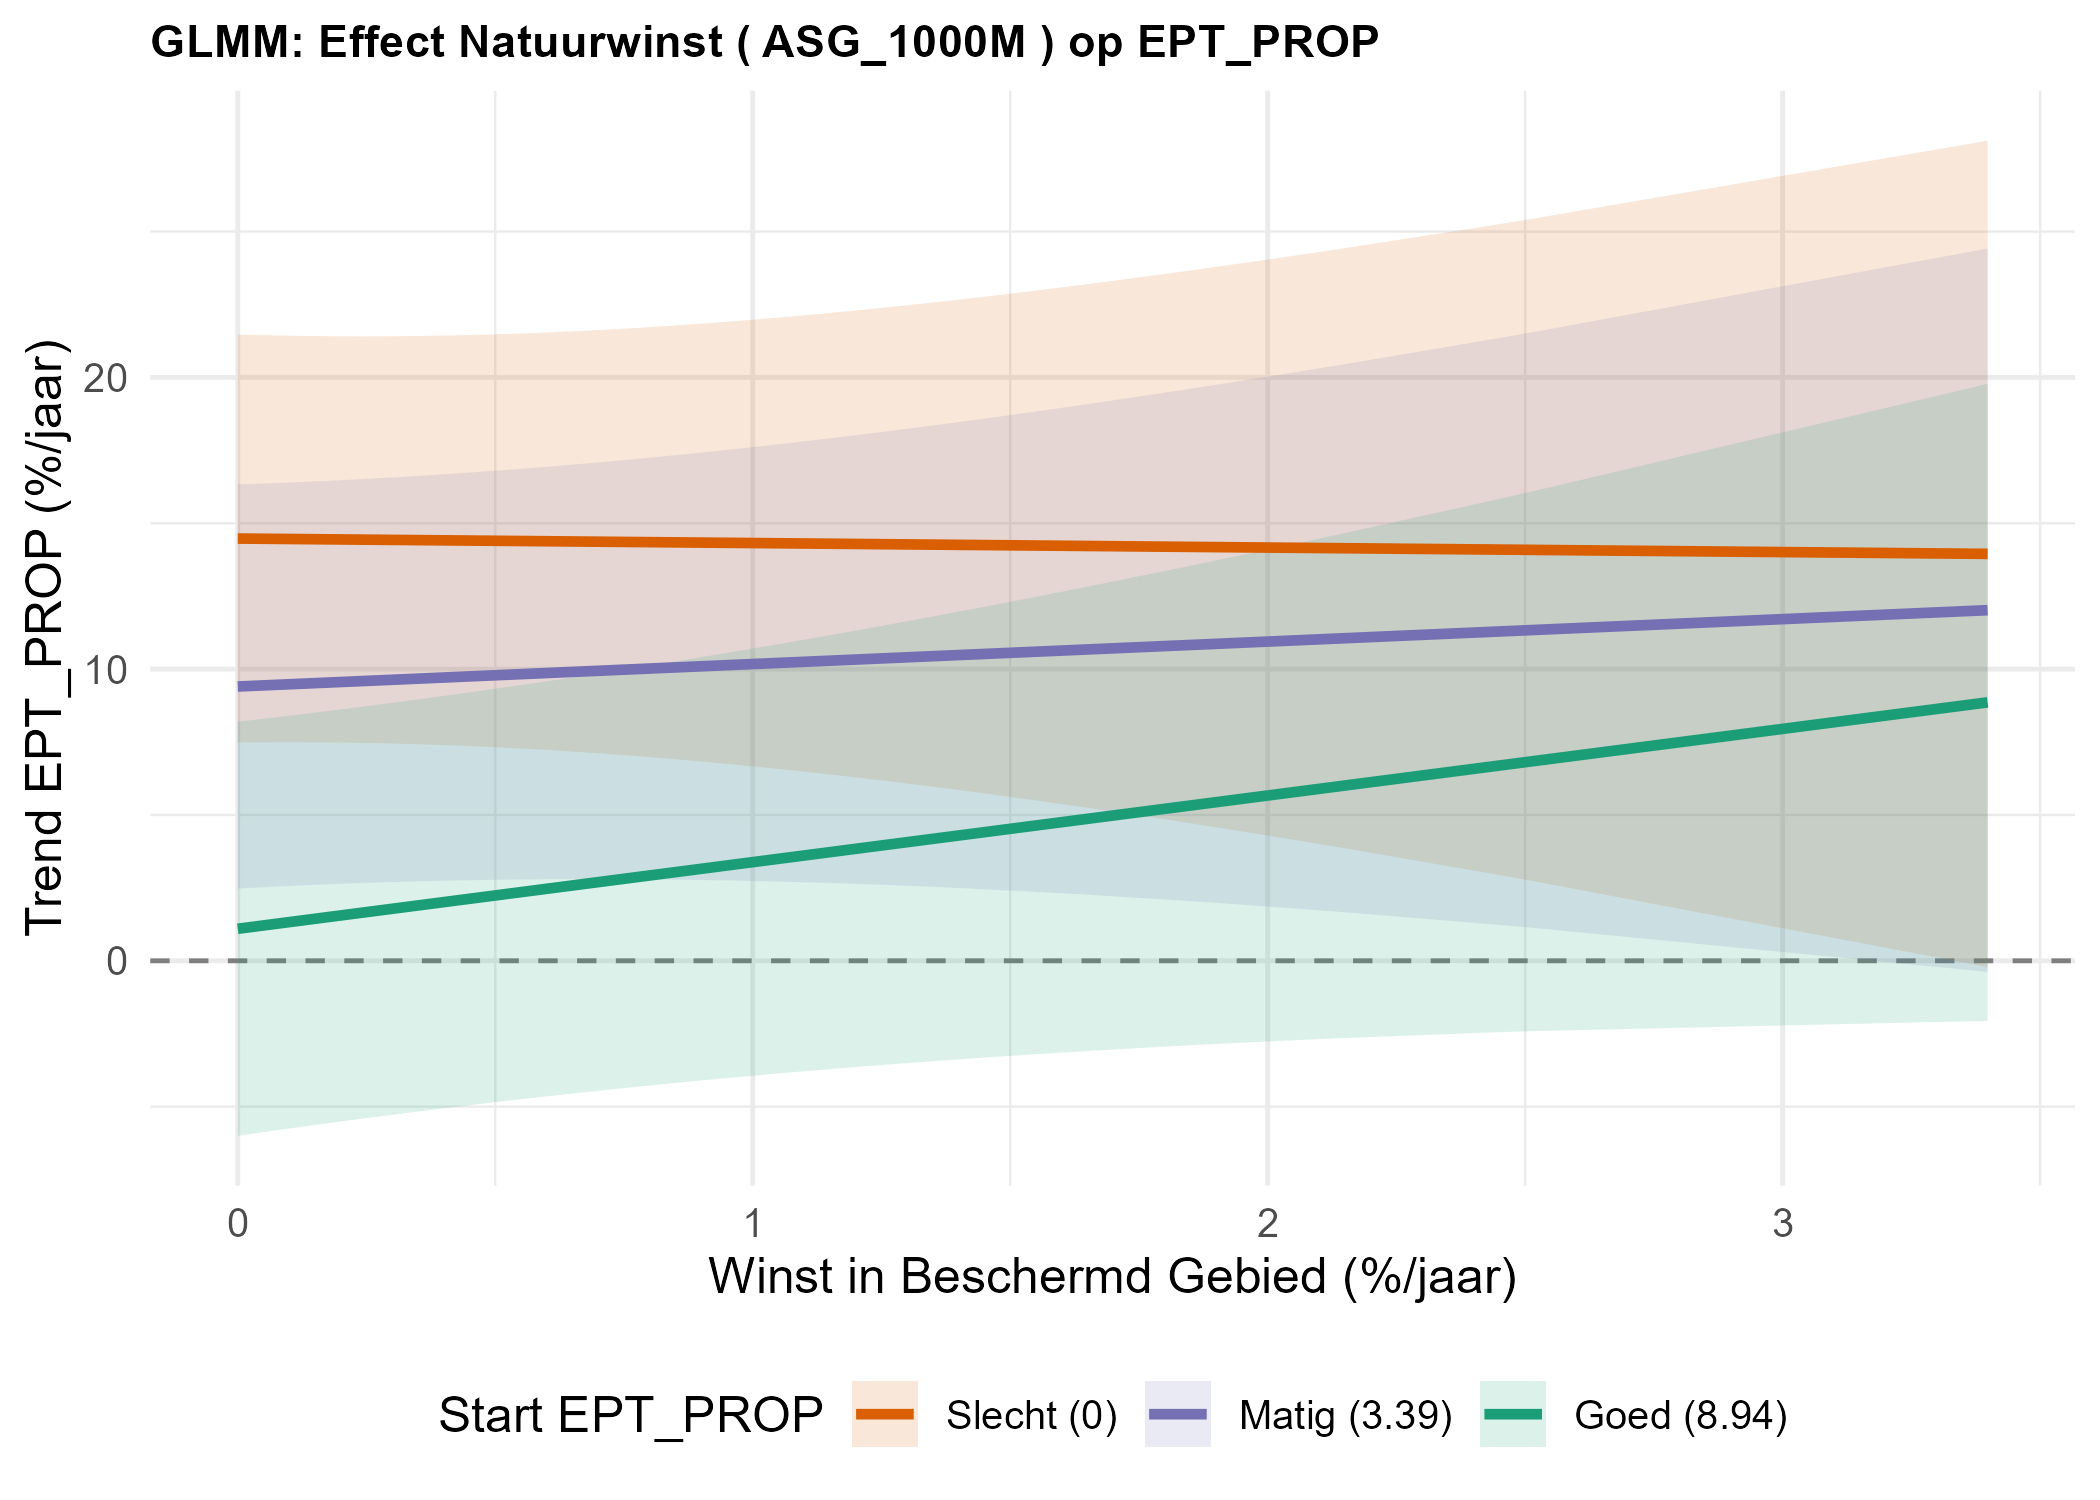 GLMM: Effect Natuurwinst ( ASG_1000M ) op EPT_PROP
Trend EPT_PROP (%/jaar)
20
10
0
0 1 2 3
Winst in Beschermd Gebied (%/jaar)
Start EPT_PROP Slecht (0) Matig (3.39) Goed (8.94)